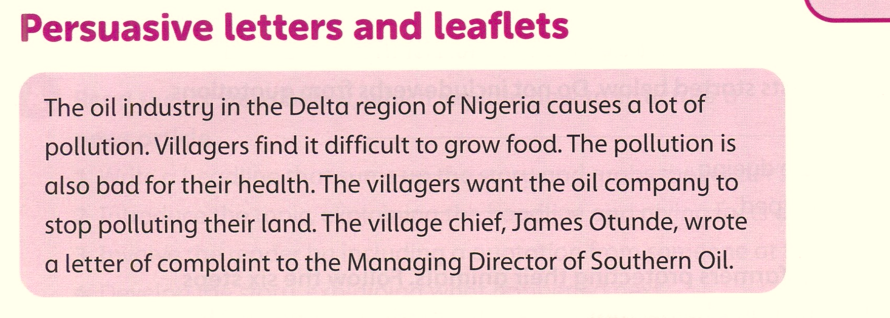 Persuasive letters and leaflets
The oil industry in the Delta region of Nigeria causes a lot of
pollution. Villagers find it difficult to grow food. The pollution is
also bad for their health. The villagers want the oil company to
stop polluting their land. The village chief, James Otunde, wrote
a letter of complaint to the Managing Director of Southern Oil.